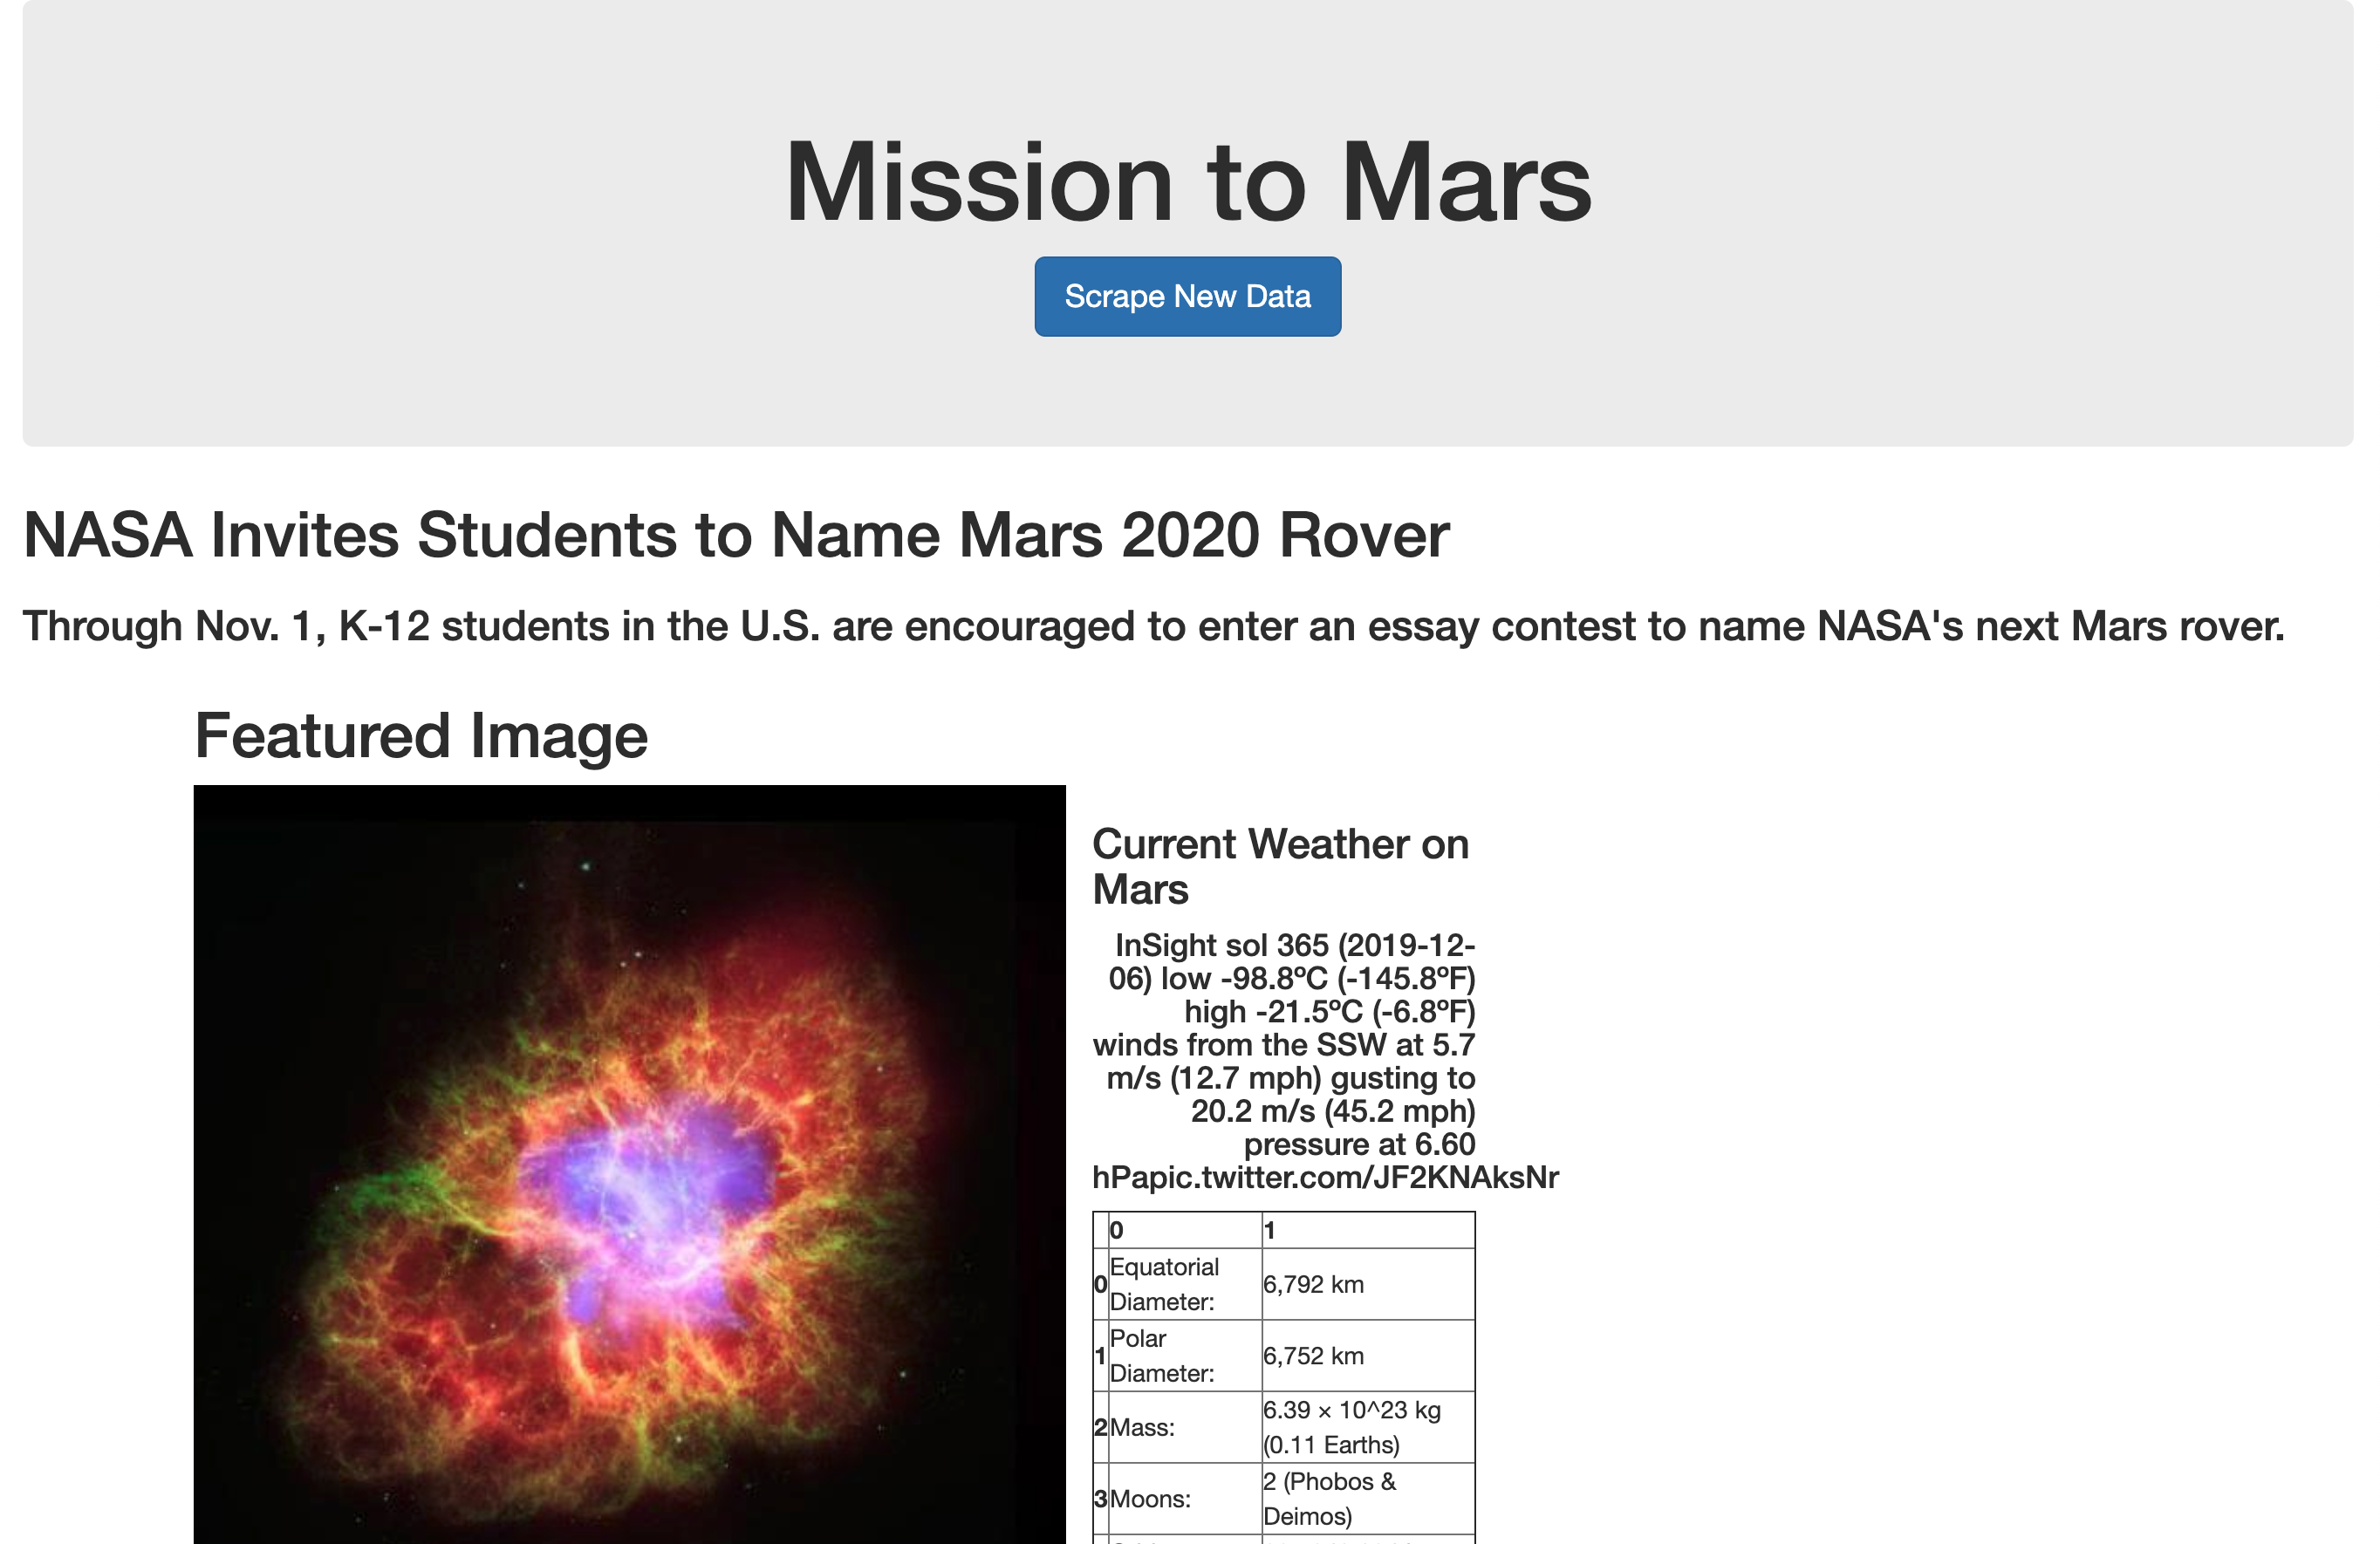 Mission to Mars
Scrape New Data
NASA Invites Students to Name Mars 2020 Rover
Through Nov. 1, K-12 students in the U.S. are encouraged to enter an essay contest to name NASA's next Mars rover.
Featured Image
Current Weather on
Mars
InSight sol 365 (2019-12-
06) low -98.8ºC (-145.8ºF)
high -21.5ºC (-6.8ºF)
winds from the SSW at 5.7
m/s (12.7 mph) gusting to
20.2 m/s (45.2 mph)
pressure at 6.60
hPapic.twitter.com/JF2KNAksNr
0 1
0 Equatorial Diameter: 6,792 km
1 Polar Diameter: 6,752 km
2 Mass: 6.39 × 10^23 kg (0.11 Earths)
3 Moons: 2 (Phobos & Deimos)